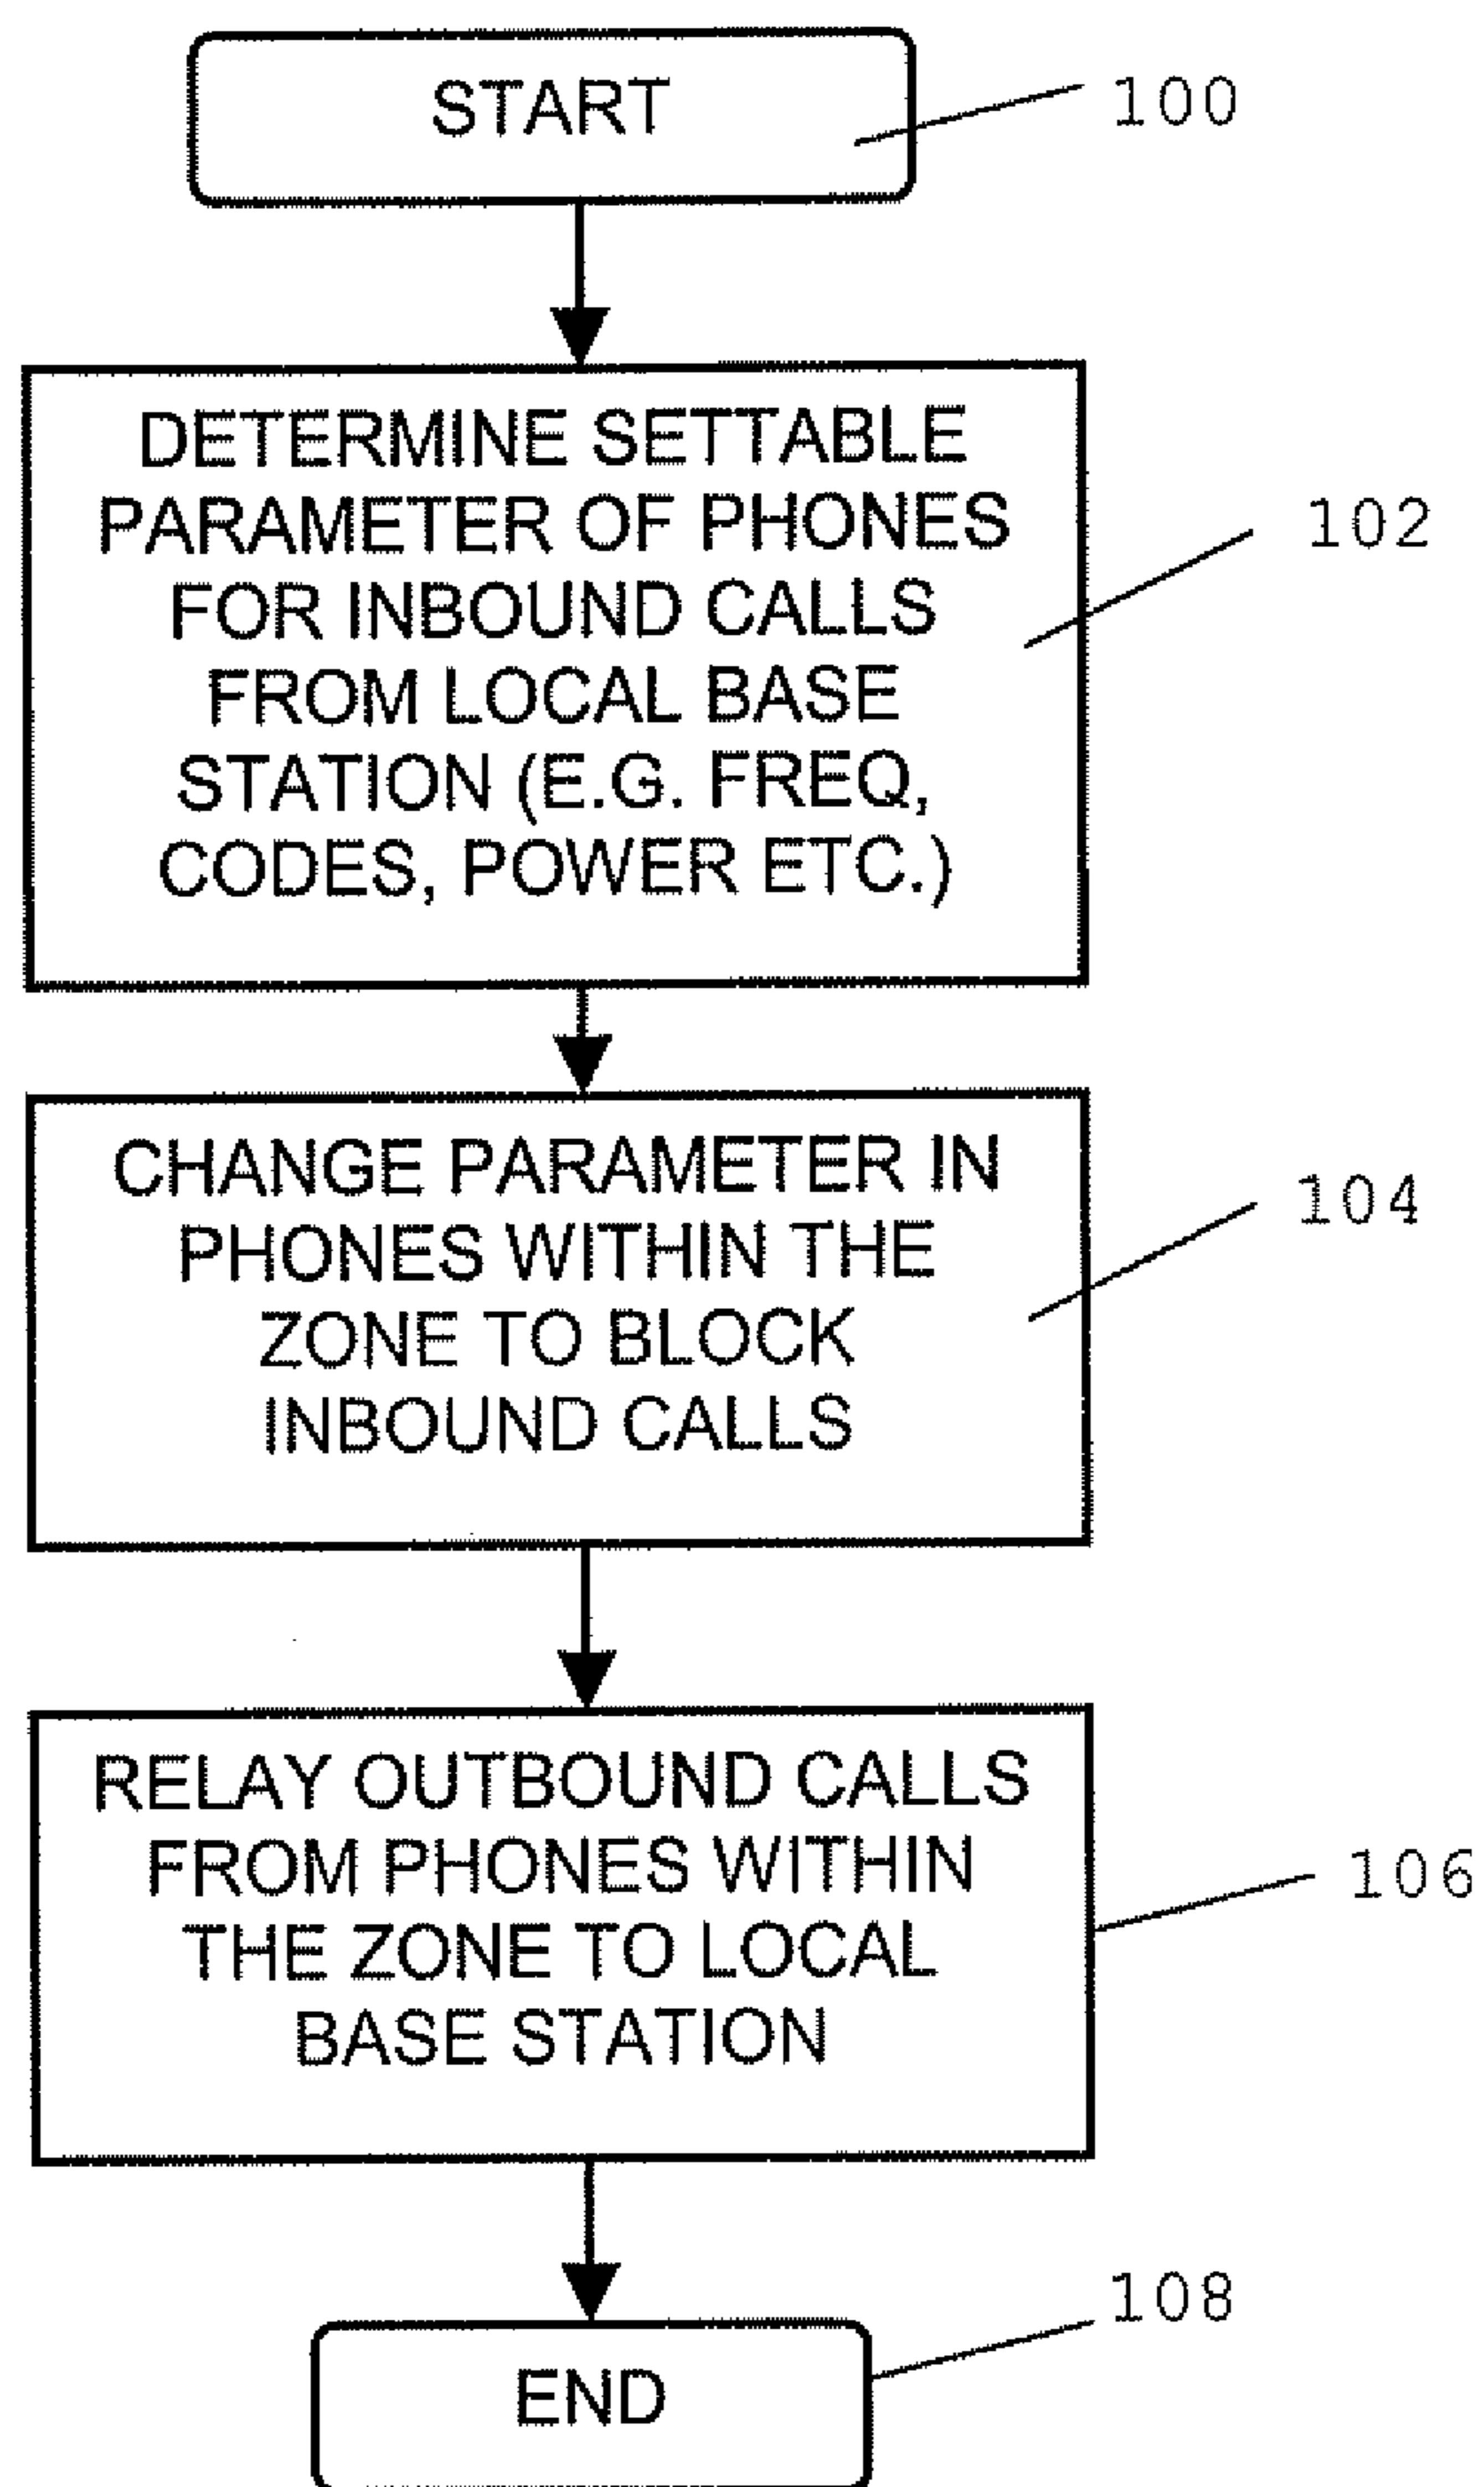 START
100
DETERMINE SETTABLE
PARAMETER OF PHONES
FOR INBOUND CALLS
FROM LOCAL BASE
STATION (E.G. FREQ,
CODES, POWER ETC.)
102
CHANGE PARAMETER IN
PHONES WITHIN THE
ZONE TO BLOCK
INBOUND CALLS
104
RELAY OUTBOUND CALLS
FROM PHONES WITHIN
THE ZONE TO LOCAL
BASE STATION
106
END
108